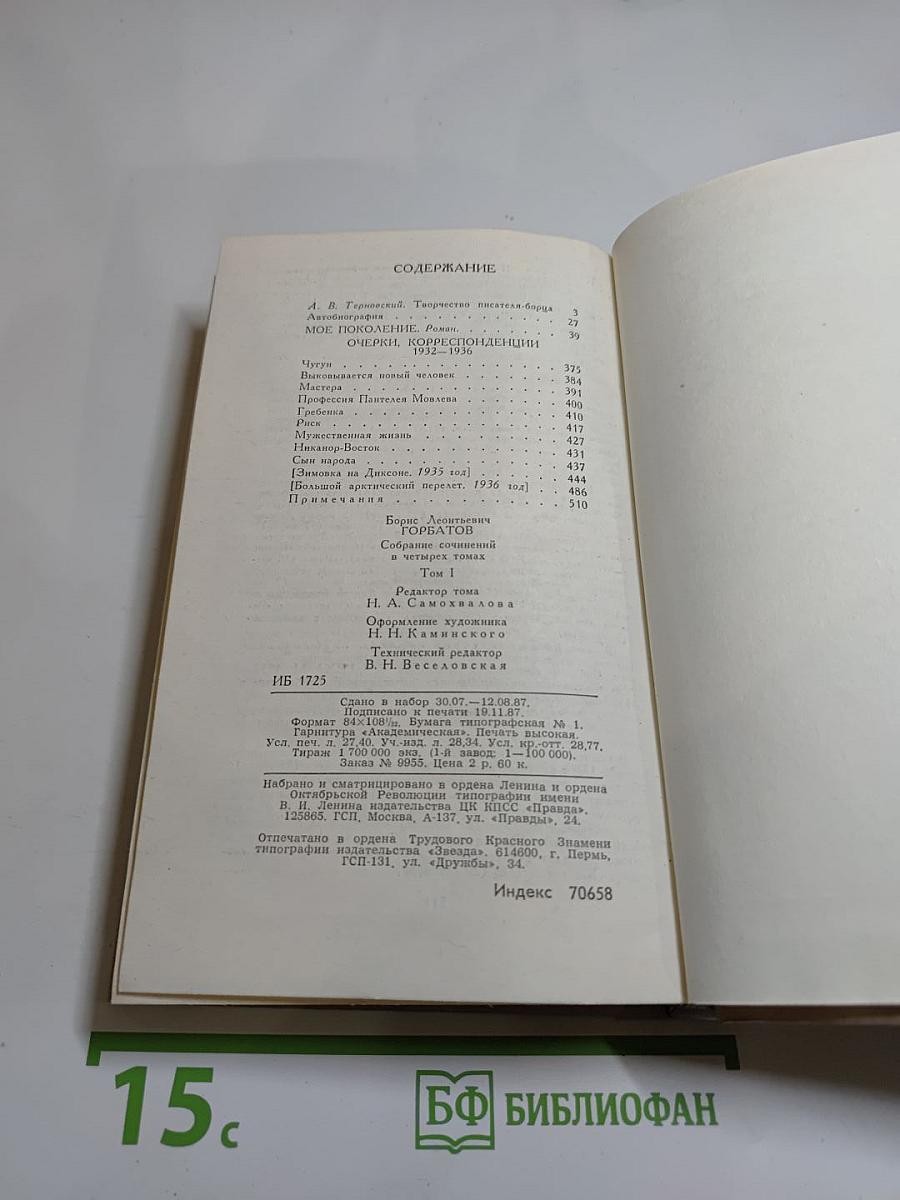 СОДЕРЖАНИЕ
А. В. Терновский. Творчество писателя-борца 3
Автобиография . . . . . . . . . . . . 27
МОЕ ПОКОЛЕНИЕ. Роман. . . . . . . . 39
ОЧЕРКИ, КОРРЕСПОНДЕНЦИИ
1932—1936
Чугун . . . . . . . . . . . . . . . 375
Выковывается новый человек . . . . . . . 384
Мастера . . . . . . . . . . . . . . 391
Профессия Пантелея Мовлева . . . . . . . 400
Гребенка . . . . . . . . . . . . . . 410
Риск . . . . . . . . . . . . . . . 417
Мужественная жизнь . . . . . . . . . 427
Никанор-Восток . . . . . . . . . . . . 431
Сын народа . . . . . . . . . . . . . 437
[Зимовка на Диксоне. 1935 год] . . . . . . 444
[Большой арктический перелет. 1936 год] . . 486
Примечания . . . . . . . . . . . 510
Борис Леонтьевич
ГОРБАТОВ
Собрание сочинений
в четырех томах
Том I
Редактор тома
Н. А. Самохвалова
Оформление художника
Н. Н. Каминского
Технический редактор
В. Н. Веселовская
ИБ 1725
Сдано в набор 30.07.—12.08.87.
Подписано к печати 19.11.87.
Формат 84×108¹/₃₂. Бумага типографская № 1.
Гарнитура «Академическая». Печать высокая.
Усл. печ. л. 27,40. Уч.-изд. л. 28,34. Усл. кр.-отт. 28,77.
Тираж 1 700 000 экз. (1-й завод: 1—100 000).
Заказ № 9955. Цена 2 р. 60 к.
Набрано и сматрицировано в ордена Ленина и ордена
Октябрьской Революции типографии имени
В. И. Ленина издательства ЦК КПСС «Правда».
125865. ГСП, Москва, А-137, ул. «Правды», 24.
Отпечатано в ордена Трудового Красного Знамени
типографии издательства «Звезда». 614600, г. Пермь,
ГСП-131, ул. «Дружбы», 34.
Индекс 70658
15 с
БФ БИБЛИОФАН